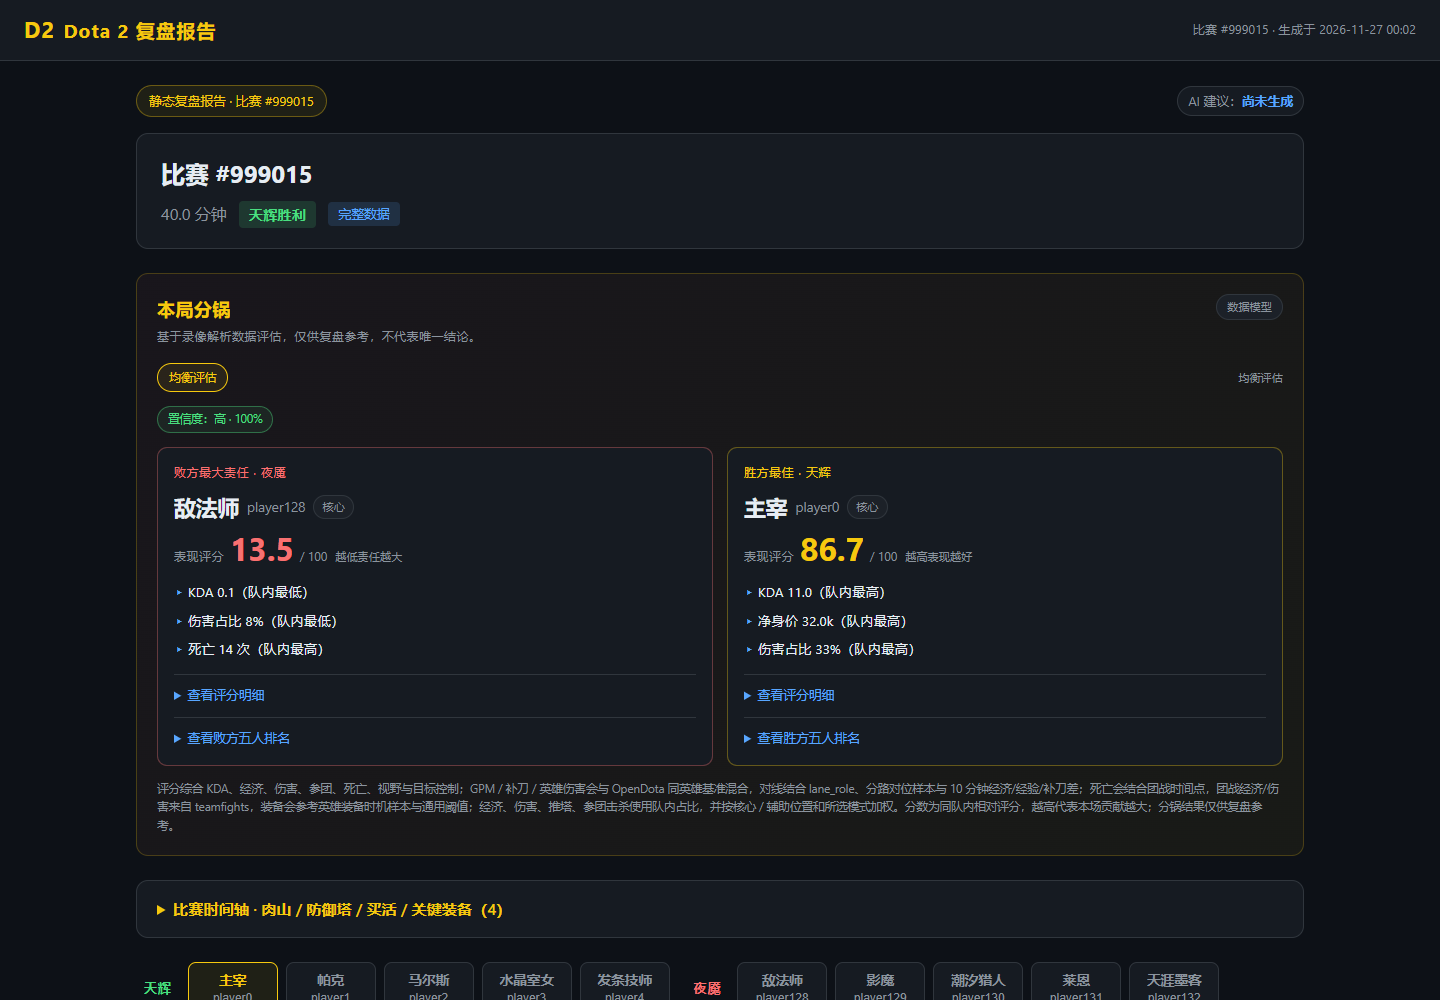 D2 Dota 2 复盘报告
比赛 #999015 · 生成于 2026-11-27 00:02
静态复盘报告 · 比赛 #999015
AI 建议：尚未生成
比赛 #999015
40.0 分钟 天辉胜利 完整数据
本局分锅
数据模型
基于录像解析数据评估，仅供复盘参考，不代表唯一结论。
均衡评估
均衡评估
置信度：高 · 100%
败方最大责任 · 夜魇
敌法师 player128 核心
表现评分 13.5 / 100 越低责任越大
▸ KDA 0.1（队内最低）
▸ 伤害占比 8%（队内最低）
▸ 死亡 14 次（队内最高）
▶ 查看评分明细
▶ 查看败方五人排名
胜方最佳 · 天辉
主宰 player0 核心
表现评分 86.7 / 100 越高表现越好
▸ KDA 11.0（队内最高）
▸ 净身价 32.0k（队内最高）
▸ 伤害占比 33%（队内最高）
▶ 查看评分明细
▶ 查看胜方五人排名
评分综合 KDA、经济、伤害、参团、死亡、视野与目标控制；GPM / 补刀 / 英雄伤害会与 OpenDota 同英雄基准混合，对线结合 lane_role、分路对位样本与 10 分钟经济/经验/补刀差；死亡会结合团战时间点，团战经济/伤
害来自 teamfights，装备会参考英雄装备时机样本与通用阈值；经济、伤害、推塔、参团击杀使用队内占比，并按核心 / 辅助位置和所选模式加权。分数为同队内相对评分，越高代表本场贡献越大；分锅结果仅供复盘参
考。
▶ 比赛时间轴 · 肉山 / 防御塔 / 买活 / 关键装备（4）
天辉 主宰 帕克 马尔斯 水晶室女 发条技师 夜魇 敌法师 影魔 潮汐猎人 莱恩 天涯墨客
player0 player1 player2 player3 player4 player128 player129 player130 player131 player132